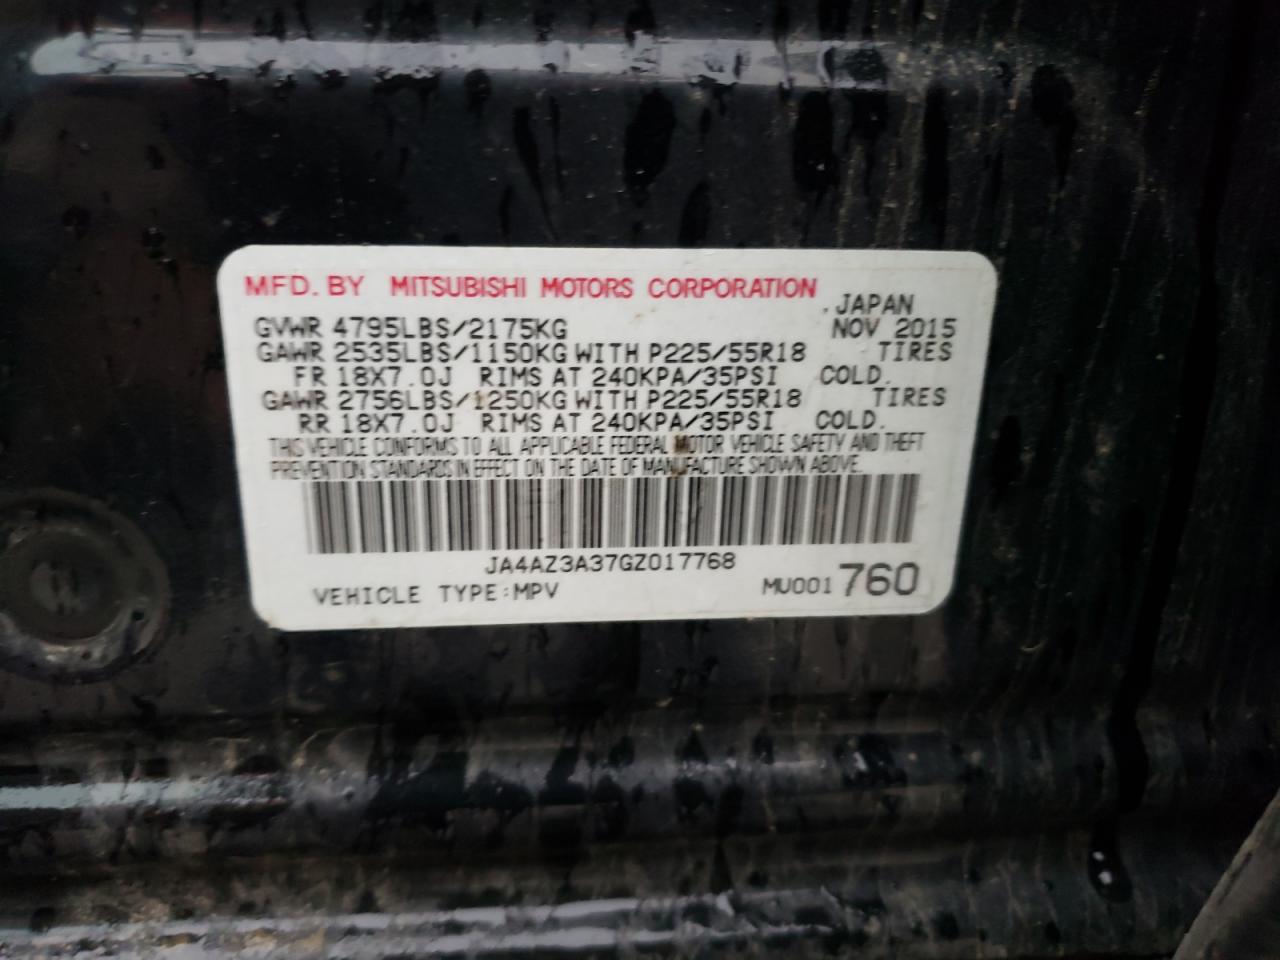 MFD. BY MITSUBISHI MOTORS CORPORATION
JAPAN
GVWR 4795LBS/2175KG NOV 2015
GAWR 2535LBS/1150KG WITH P225/55R18 TIRES
FR 18X7.0J RIMS AT 240KPA/35PSI COLD.
GAWR 2756LBS/1250KG WITH P225/55R18 TIRES
RR 18X7.0J RIMS AT 240KPA/35PSI COLD.
THIS VEHICLE CONFORMS TO ALL APPLICABLE FEDERAL MOTOR VEHICLE SAFETY AND THEFT
PREVENTION STANDARDS IN EFFECT ON THE DATE OF MANUFACTURE SHOWN ABOVE.
JA4AZ3A37GZ017768
VEHICLE TYPE:MPV MU001 760